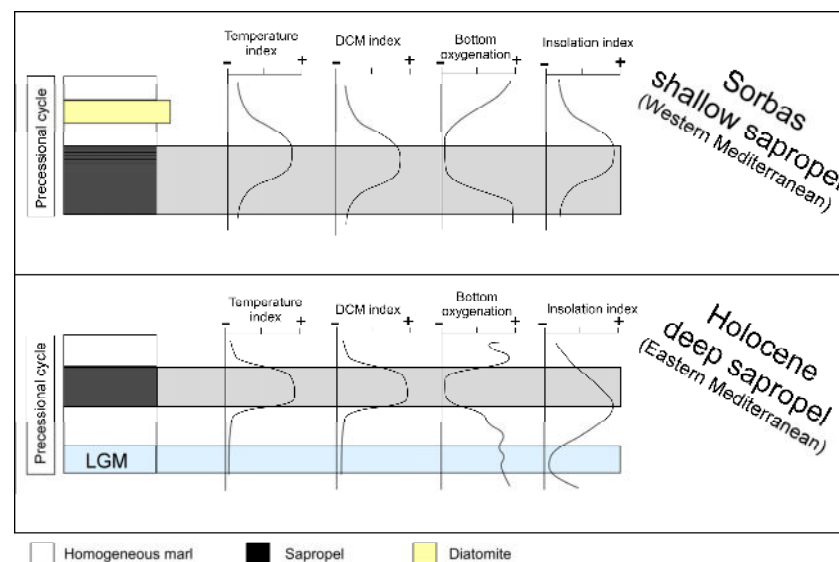 Temperature
index
DCM index
Bottom
oxygenation
Insolation index
- +
- +
- +
- +
Precessional cycle
Sorbas
shallow sapropel
(Western Mediterranean)
Temperature
index
DCM index
Bottom
oxygenation
Insolation index
- +
- +
- +
- +
Precessional cycle
LGM
Holocene
deep sapropel
(Eastern Mediterranean)
Homogeneous marl
Sapropel
Diatomite